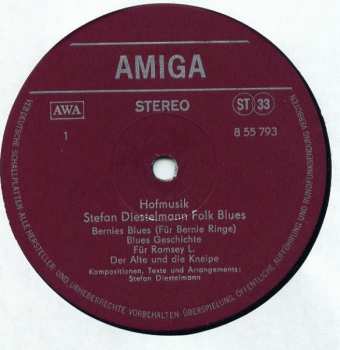 AMIGA
AWA
STEREO
ST 33
1
8 55 793
Hofmusik
Stefan Diestelmann Folk Blues
Bernies Blues (Für Bernie Ringe)
Blues Geschichte
Für Ramsey L.
Der Alte und die Kneipe
Kompositionen, Texte und Arrangements:
Stefan Diestelmann
VEB DEUTSCHE SCHALLPLATTEN · ALLE HERSTELLER- UND URHEBERRECHTE VORBEHALTEN ÜBERSPIELUNG, ÖFFENTLICHE AUFFÜHRUNG UND RUNDFUNKSENDUNG VERBOTEN